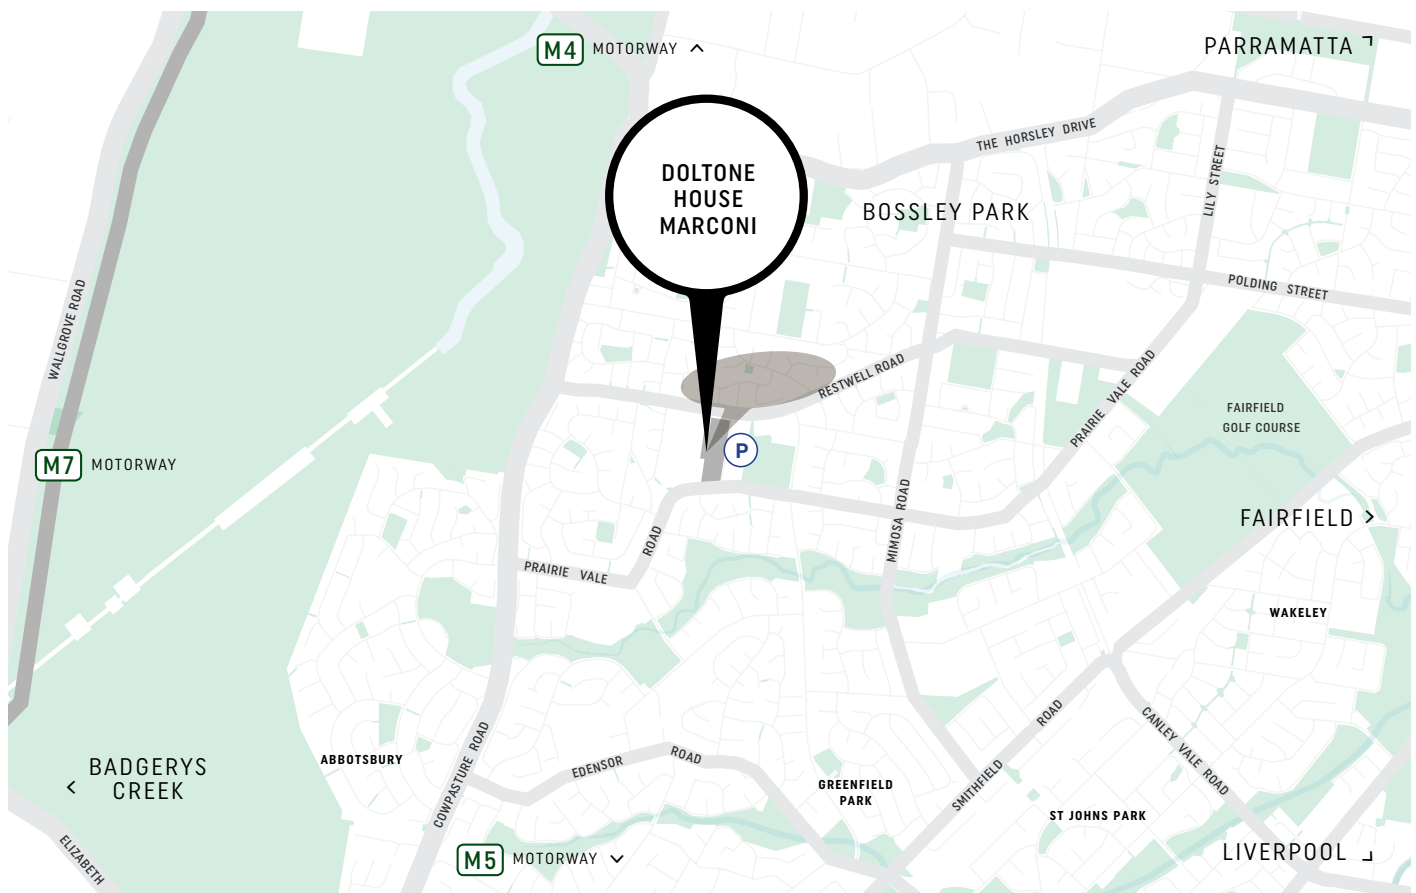 M4 MOTORWAY
PARRAMATTA
THE HORSLEY DRIVE
DOLTONE
HOUSE
MARCONI
LILY STREET
BOSSLEY PARK
POLDING STREET
WALLGROVE ROAD
RESTWELL ROAD
PRAIRIE VALE ROAD
FAIRFIELD
GOLF COURSE
P
M7 MOTORWAY
MIMOSA ROAD
FAIRFIELD
PRAIRIE VALE ROAD
WAKELEY
ROAD
SMITHFIELD
CANLEY VALE ROAD
COWPASTURE ROAD
ABBOTSBURY
EDENSOR ROAD
BADGERYS
CREEK
GREENFIELD
PARK
ST JOHNS PARK
ELIZABETH
M5 MOTORWAY
LIVERPOOL